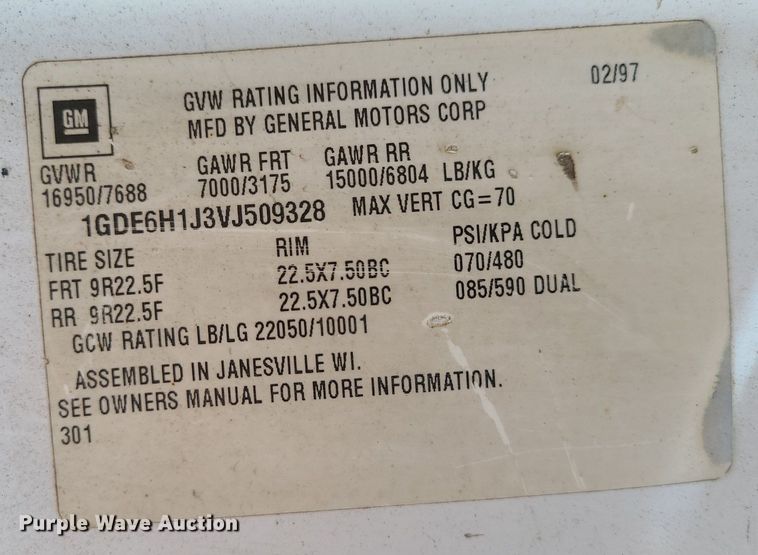 GM
GVW RATING INFORMATION ONLY 02/97
MFD BY GENERAL MOTORS CORP
GVWR GAWR FRT GAWR RR
16950/7688 7000/3175 15000/6804 LB/KG
1GDE6H1J3VJ509328 MAX VERT CG=70
TIRE SIZE RIM PSI/KPA COLD
FRT 9R22.5F 22.5X7.50BC 070/480
RR 9R22.5F 22.5X7.50BC 085/590 DUAL
GCW RATING LB/LG 22050/10001
ASSEMBLED IN JANESVILLE WI.
SEE OWNERS MANUAL FOR MORE INFORMATION.
301
Purple Wave Auction